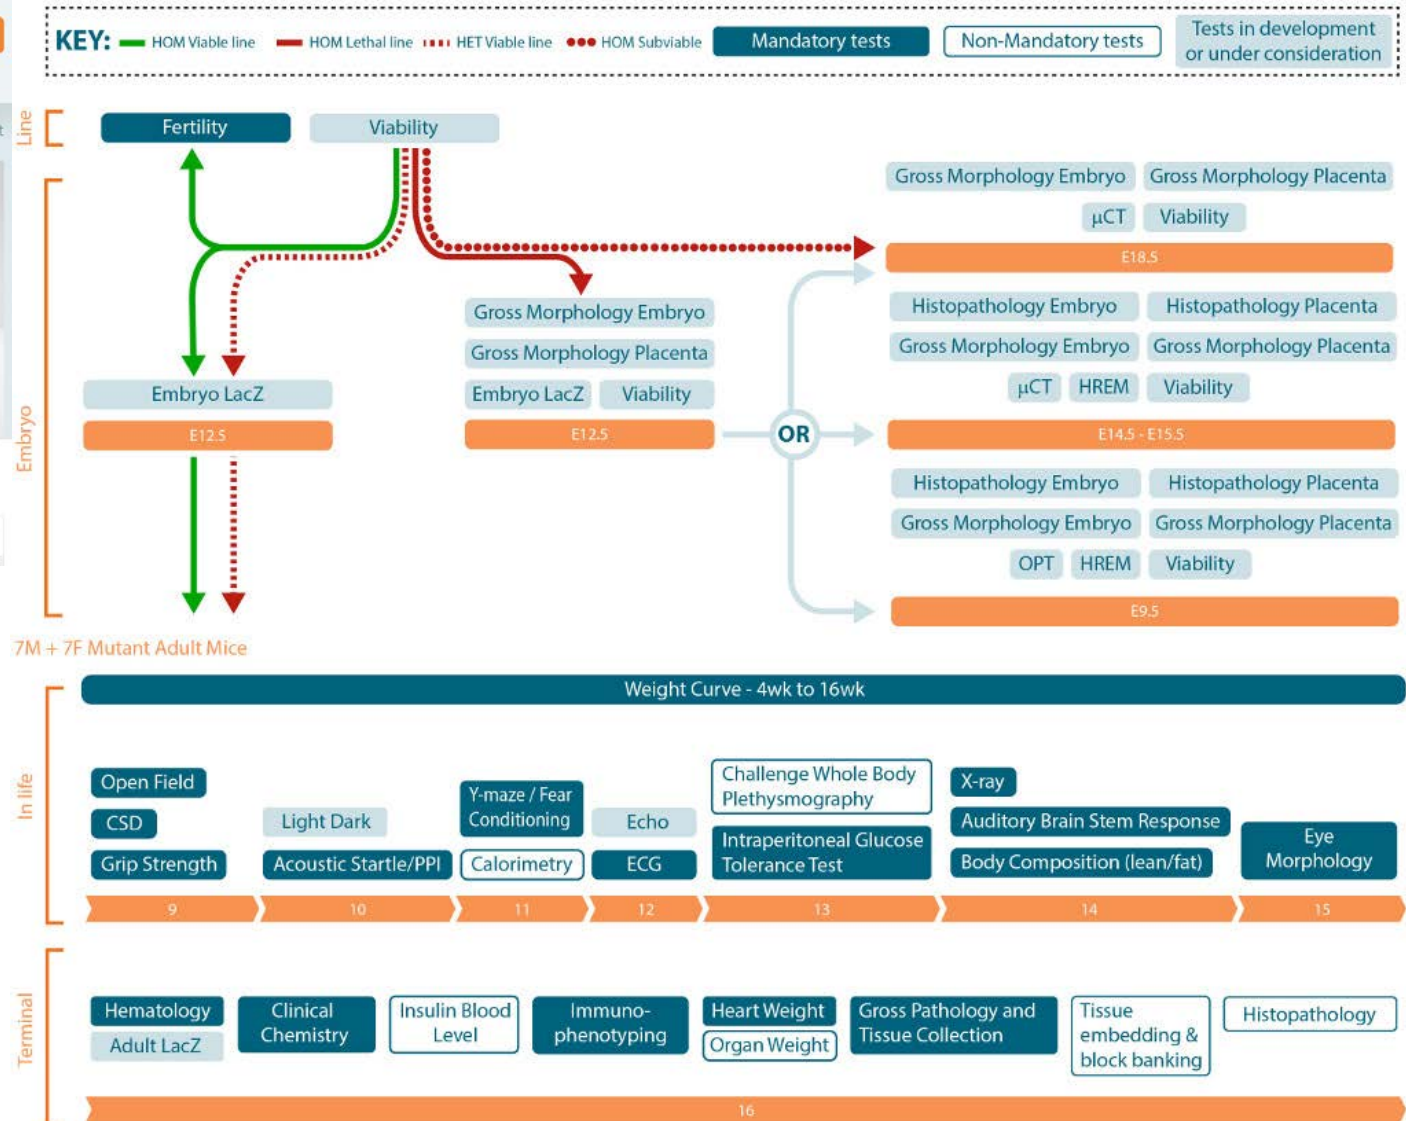 KEY: HOM Viable line HOM Lethal line HET Viable line HOM Subviable Mandatory tests Non-Mandatory tests Tests in development
or under consideration
Line
Fertility Viability
Embryo
Gross Morphology Embryo Gross Morphology Placenta
µCT Viability
E18.5
Gross Morphology Embryo
Gross Morphology Placenta
Embryo LacZ Viability
E12.5
Embryo LacZ
E12.5
OR
Histopathology Embryo Histopathology Placenta
Gross Morphology Embryo Gross Morphology Placenta
µCT HREM Viability
E14.5 - E15.5
Histopathology Embryo Histopathology Placenta
Gross Morphology Embryo Gross Morphology Placenta
OPT HREM Viability
E9.5
7M + 7F Mutant Adult Mice
In life
Weight Curve - 4wk to 16wk
Open Field
CSD
Grip Strength
Light Dark
Acoustic Startle/PPI
Y-maze / Fear
Conditioning
Calorimetry
Echo
ECG
Challenge Whole Body
Plethysmography
Intraperitoneal Glucose
Tolerance Test
X-ray
Auditory Brain Stem Response
Body Composition (lean/fat)
Eye
Morphology
9 10 11 12 13 14 15
Terminal
Hematology
Adult LacZ
Clinical
Chemistry
Insulin Blood
Level
Immuno-
phenotyping
Heart Weight
Organ Weight
Gross Pathology and
Tissue Collection
Tissue
embedding &
block banking
Histopathology
16